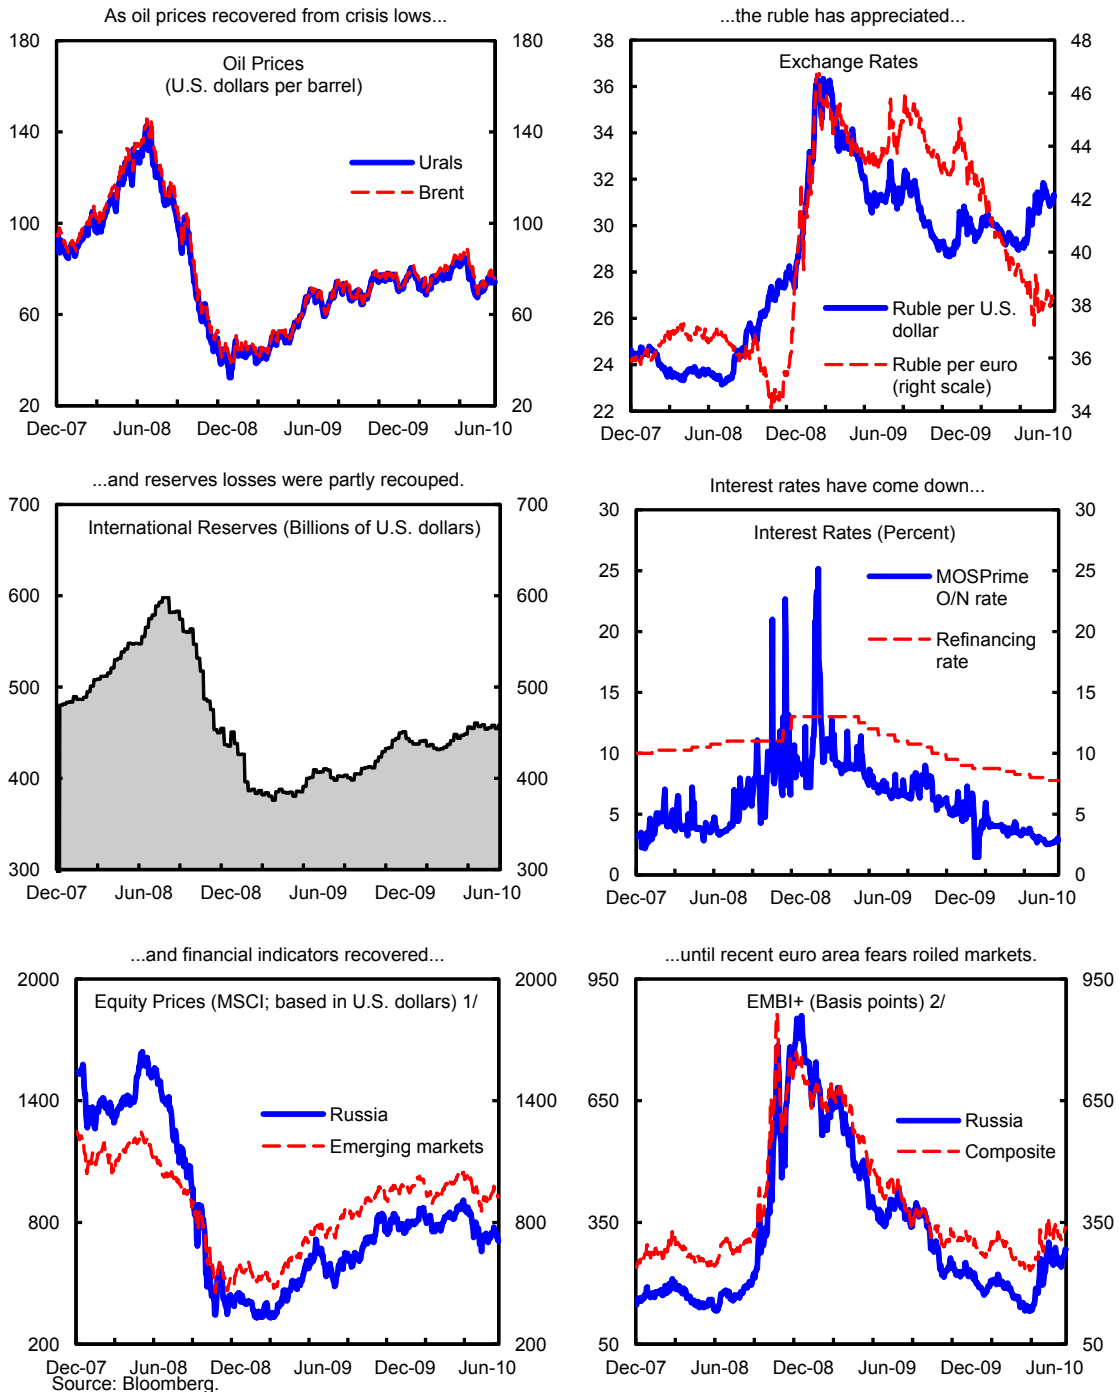 As oil prices recovered from crisis lows...
180
180
Oil Prices
(U.S. dollars per barrel)
140
140
Urals
Brent
100
100
60
60
20
20
Dec-07 Jun-08 Dec-08 Jun-09 Dec-09 Jun-10
...the ruble has appreciated...
38
48
Exchange Rates
36
46
34
44
32
42
30
40
28
26
38
Ruble per U.S.
dollar
24
36
Ruble per euro
(right scale)
22
34
Dec-07 Jun-08 Dec-08 Jun-09 Dec-09 Jun-10
...and reserves losses were partly recouped.
700
700
International Reserves (Billions of U.S. dollars)
600
600
500
500
400
400
300
300
Dec-07 Jun-08 Dec-08 Jun-09 Dec-09 Jun-10
Interest rates have come down...
30
30
Interest Rates (Percent)
25
25
MOSPrime
O/N rate
20
20
Refinancing
rate
15
15
10
10
5
5
0
0
Dec-07 Jun-08 Dec-08 Jun-09 Dec-09 Jun-10
...and financial indicators recovered...
2000
2000
Equity Prices (MSCI; based in U.S. dollars) 1/
1400
1400
Russia
Emerging markets
800
800
200
200
Dec-07 Jun-08 Dec-08 Jun-09 Dec-09 Jun-10
...until recent euro area fears roiled markets.
950
950
EMBI+ (Basis points) 2/
650
650
Russia
Composite
350
350
50
50
Dec-07 Jun-08 Dec-08 Jun-09 Dec-09 Jun-10
Source: Bloomberg.